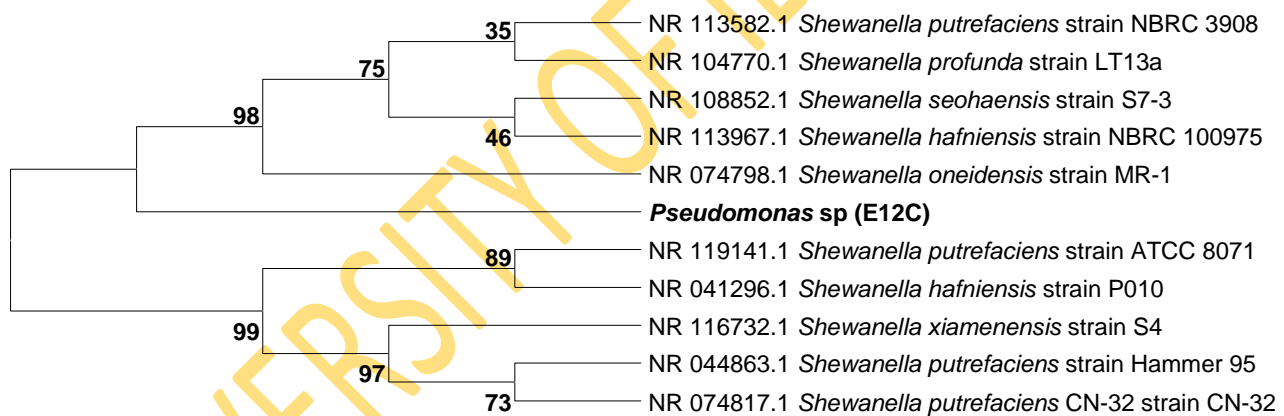 35
NR 113582.1 Shewanella putrefaciens strain NBRC 3908
NR 104770.1 Shewanella profunda strain LT13a
75
NR 108852.1 Shewanella seohaensis strain S7-3
46
NR 113967.1 Shewanella hafniensis strain NBRC 100975
98
NR 074798.1 Shewanella oneidensis strain MR-1
Pseudomonas sp (E12C)
89
NR 119141.1 Shewanella putrefaciens strain ATCC 8071
NR 041296.1 Shewanella hafniensis strain P010
99
NR 116732.1 Shewanella xiamenensis strain S4
97
NR 044863.1 Shewanella putrefaciens strain Hammer 95
73
NR 074817.1 Shewanella putrefaciens CN-32 strain CN-32
ERSITY OF